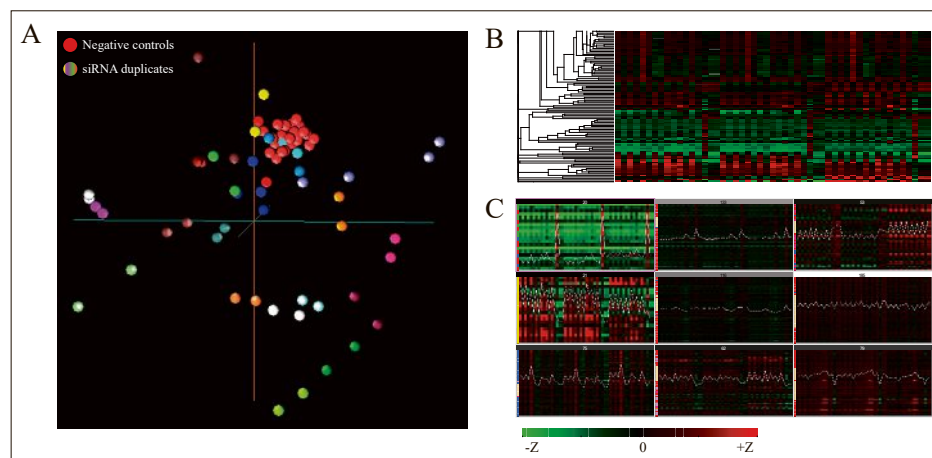 A
Negative controls
siRNA duplicates
B
C
-Z
0
+Z